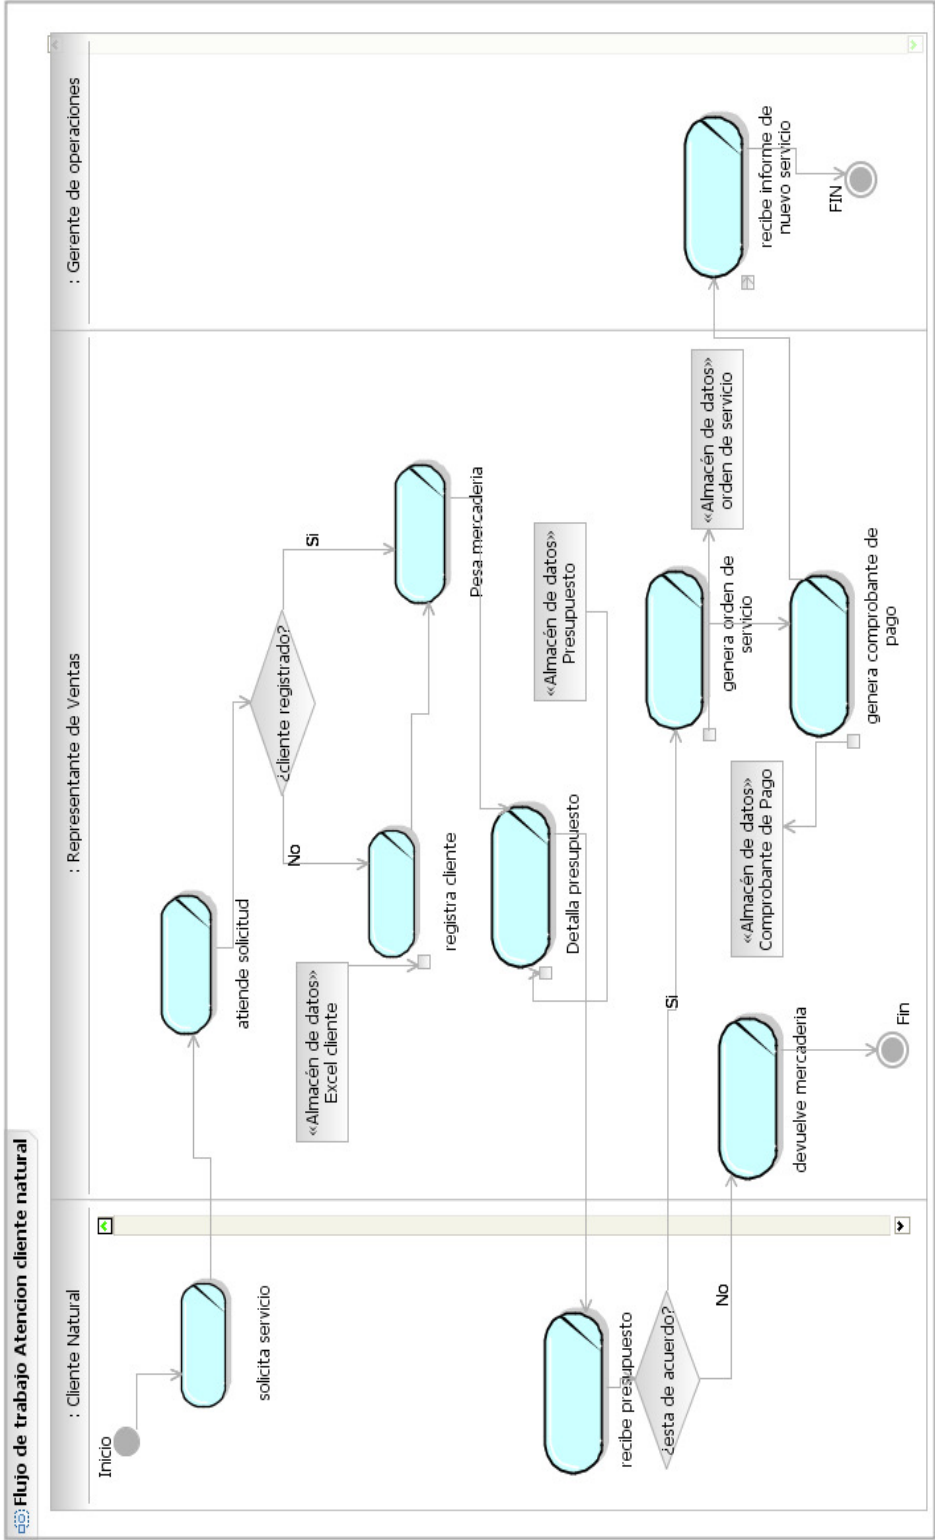 Flujo de trabajo Atencion cliente natural
: Cliente Natural
: Representante de Ventas
: Gerente de operaciones
Inicio
solicita servicio
atiende solicitud
¿cliente registrado?
No
Si
«Almacén de datos»
Excel cliente
registra cliente
Pesa mercaderia
Detalla presupuesto
«Almacén de datos»
Presupuesto
recibe presupuesto
¿esta de acuerdo?
Si
No
devuelve mercaderia
Fin
genera orden de
servicio
«Almacén de datos»
orden de servicio
«Almacén de datos»
Comprobante de Pago
genera comprobante de
pago
recibe informe de
nuevo servicio
FIN